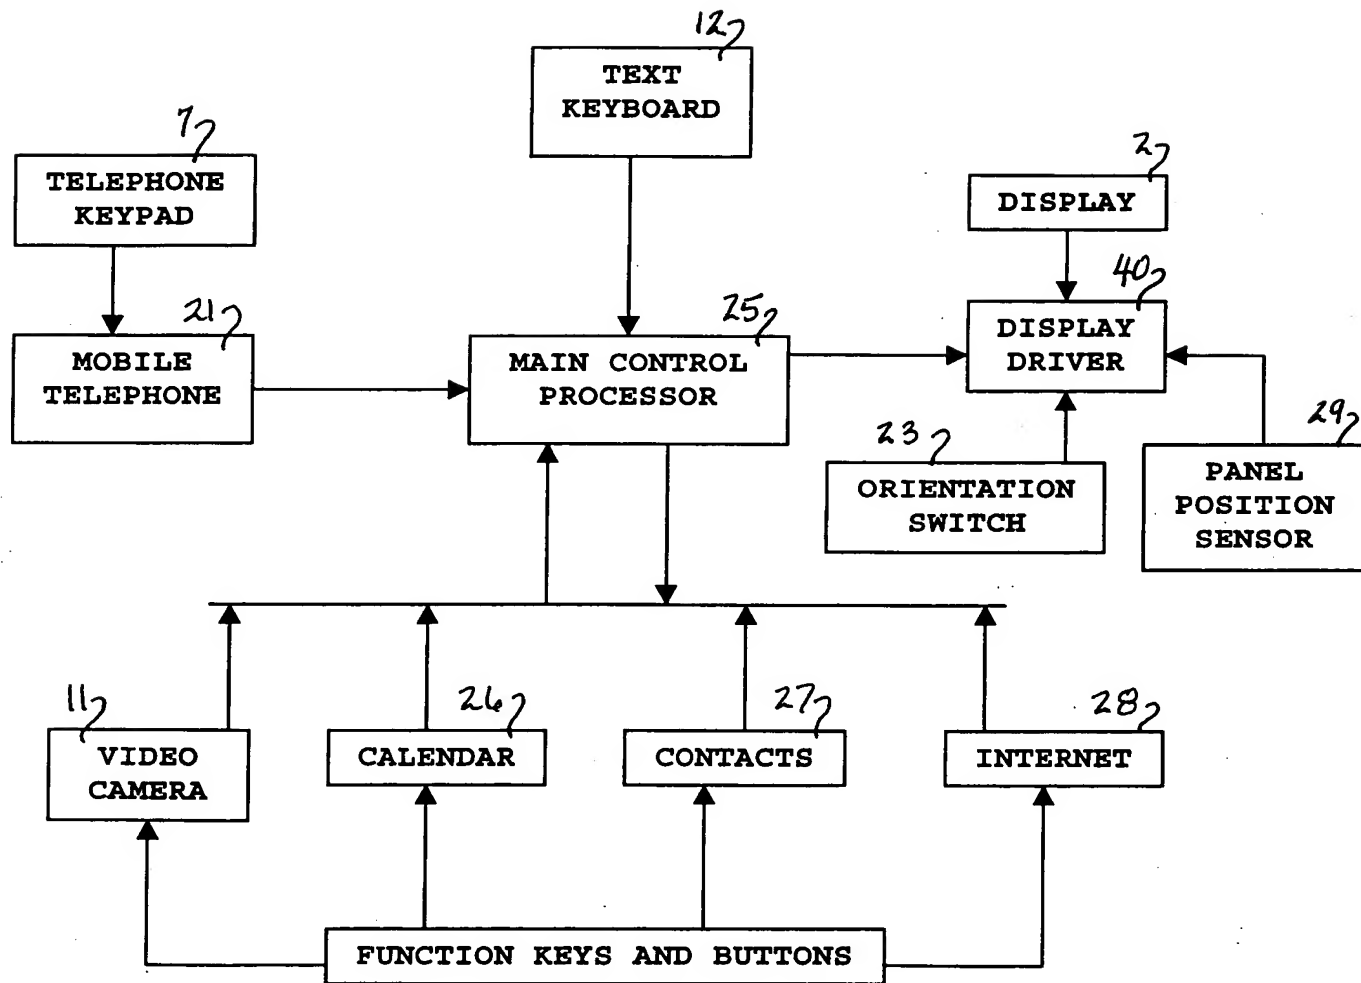 12
TEXT
KEYBOARD
7
TELEPHONE
KEYPAD
2
DISPLAY
21
MOBILE
TELEPHONE
25
MAIN CONTROL
PROCESSOR
40
DISPLAY
DRIVER
23
ORIENTATION
SWITCH
29
PANEL
POSITION
SENSOR
11
VIDEO
CAMERA
26
CALENDAR
27
CONTACTS
28
INTERNET
FUNCTION KEYS AND BUTTONS